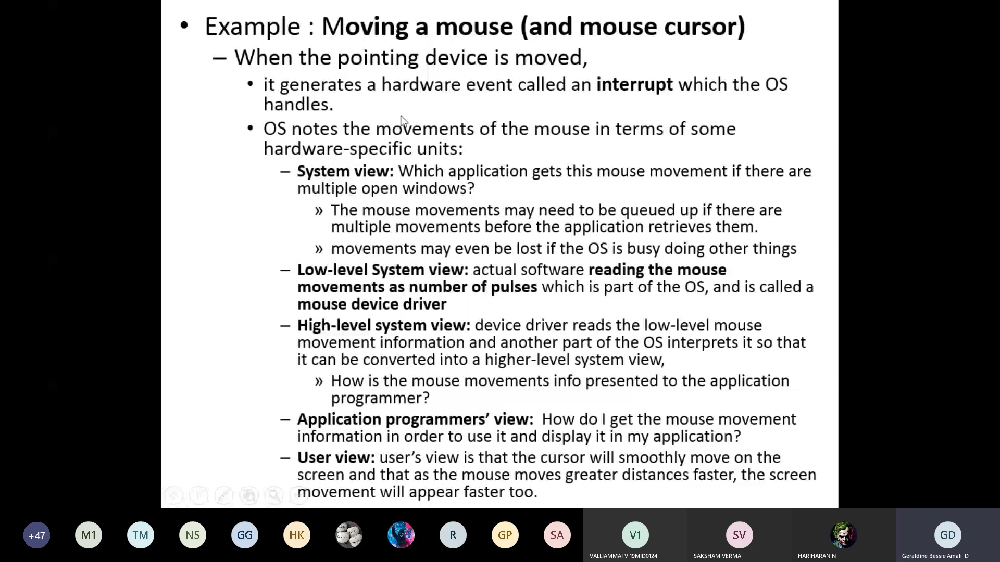 • Example : Moving a mouse (and mouse cursor)
– When the pointing device is moved,
• it generates a hardware event called an interrupt which the OS
handles.
• OS notes the movements of the mouse in terms of some
hardware-specific units:
– System view: Which application gets this mouse movement if there are
multiple open windows?
» The mouse movements may need to be queued up if there are
multiple movements before the application retrieves them.
» movements may even be lost if the OS is busy doing other things
– Low-level System view: actual software reading the mouse
movements as number of pulses which is part of the OS, and is called a
mouse device driver
– High-level system view: device driver reads the low-level mouse
movement information and another part of the OS interprets it so that
it can be converted into a higher-level system view,
» How is the mouse movements info presented to the application
programmer?
– Application programmers’ view: How do I get the mouse movement
information in order to use it and display it in my application?
– User view: user’s view is that the cursor will smoothly move on the
screen and that as the mouse moves greater distances faster, the screen
movement will appear faster too.
+47 M1 TM NS GG HK R GP SA V1 SV GD
VALLIAMMAI V 19MID0124 SAKSHAM VERMA HARIHARAN N Geraldine Bessie Amali D